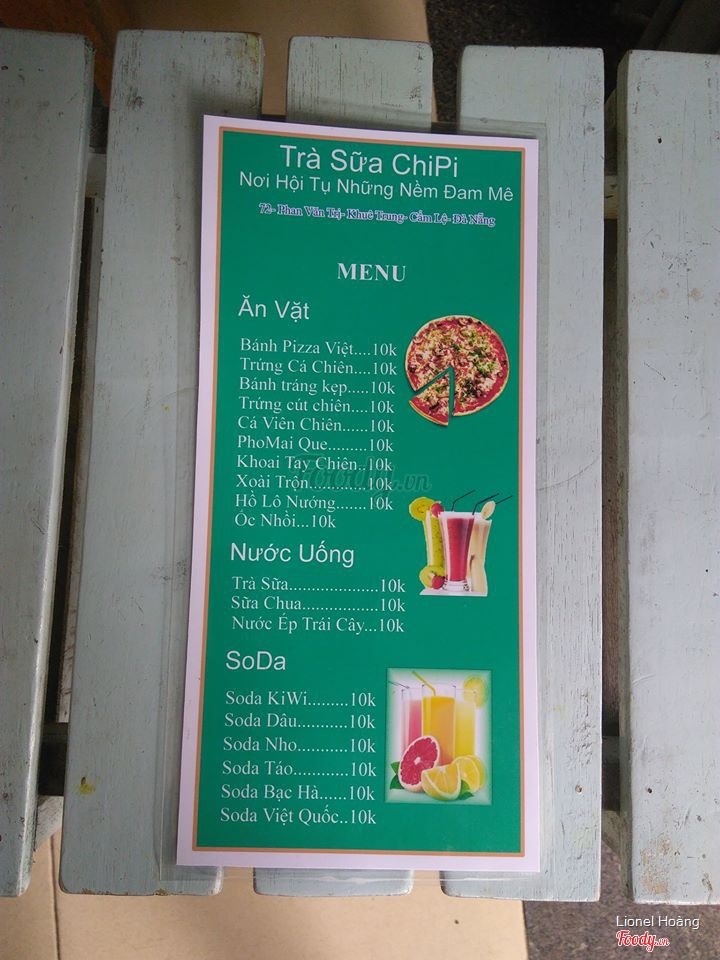 Trà Sữa ChiPi
Nơi Hội Tụ Những Nềm Đam Mê
72- Phan Văn Trị- Khuê Trung- Cẩm Lệ- Đà Nẵng
MENU
Ăn Vặt
Bánh Pizza Việt....10k
Trứng Cá Chiên....10k
Bánh tráng kẹp.....10k
Trứng cút chiên....10k
Cá Viên Chiên......10k
PhoMai Que.........10k
Khoai Tay Chiên..10k
Xoài Trộn............10k
Hồ Lô Nướng.......10k
Ốc Nhồi...10k
Foody.vn
Nước Uống
Trà Sữa....................10k
Sữa Chua..................10k
Nước Ép Trái Cây...10k
SoDa
Soda KiWi.........10k
Soda Dâu...........10k
Soda Nho...........10k
Soda Táo............10k
Soda Bạc Hà......10k
Soda Việt Quốc..10k
Lionel Hoàng
Foody.vn